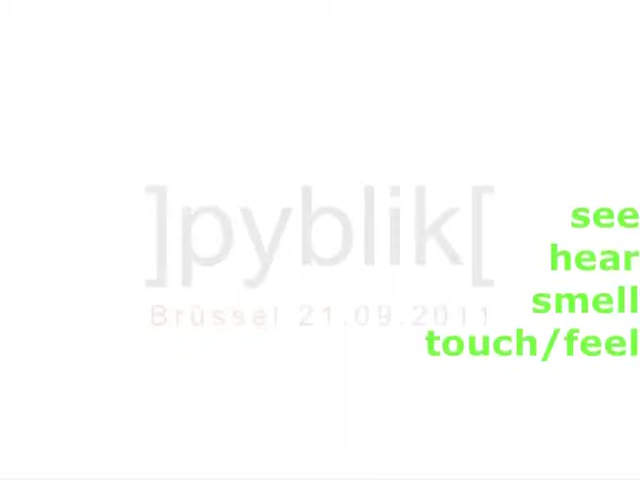 ]pyblik[
Brüssel 21.09.2011
see
hear
smell
touch/feel